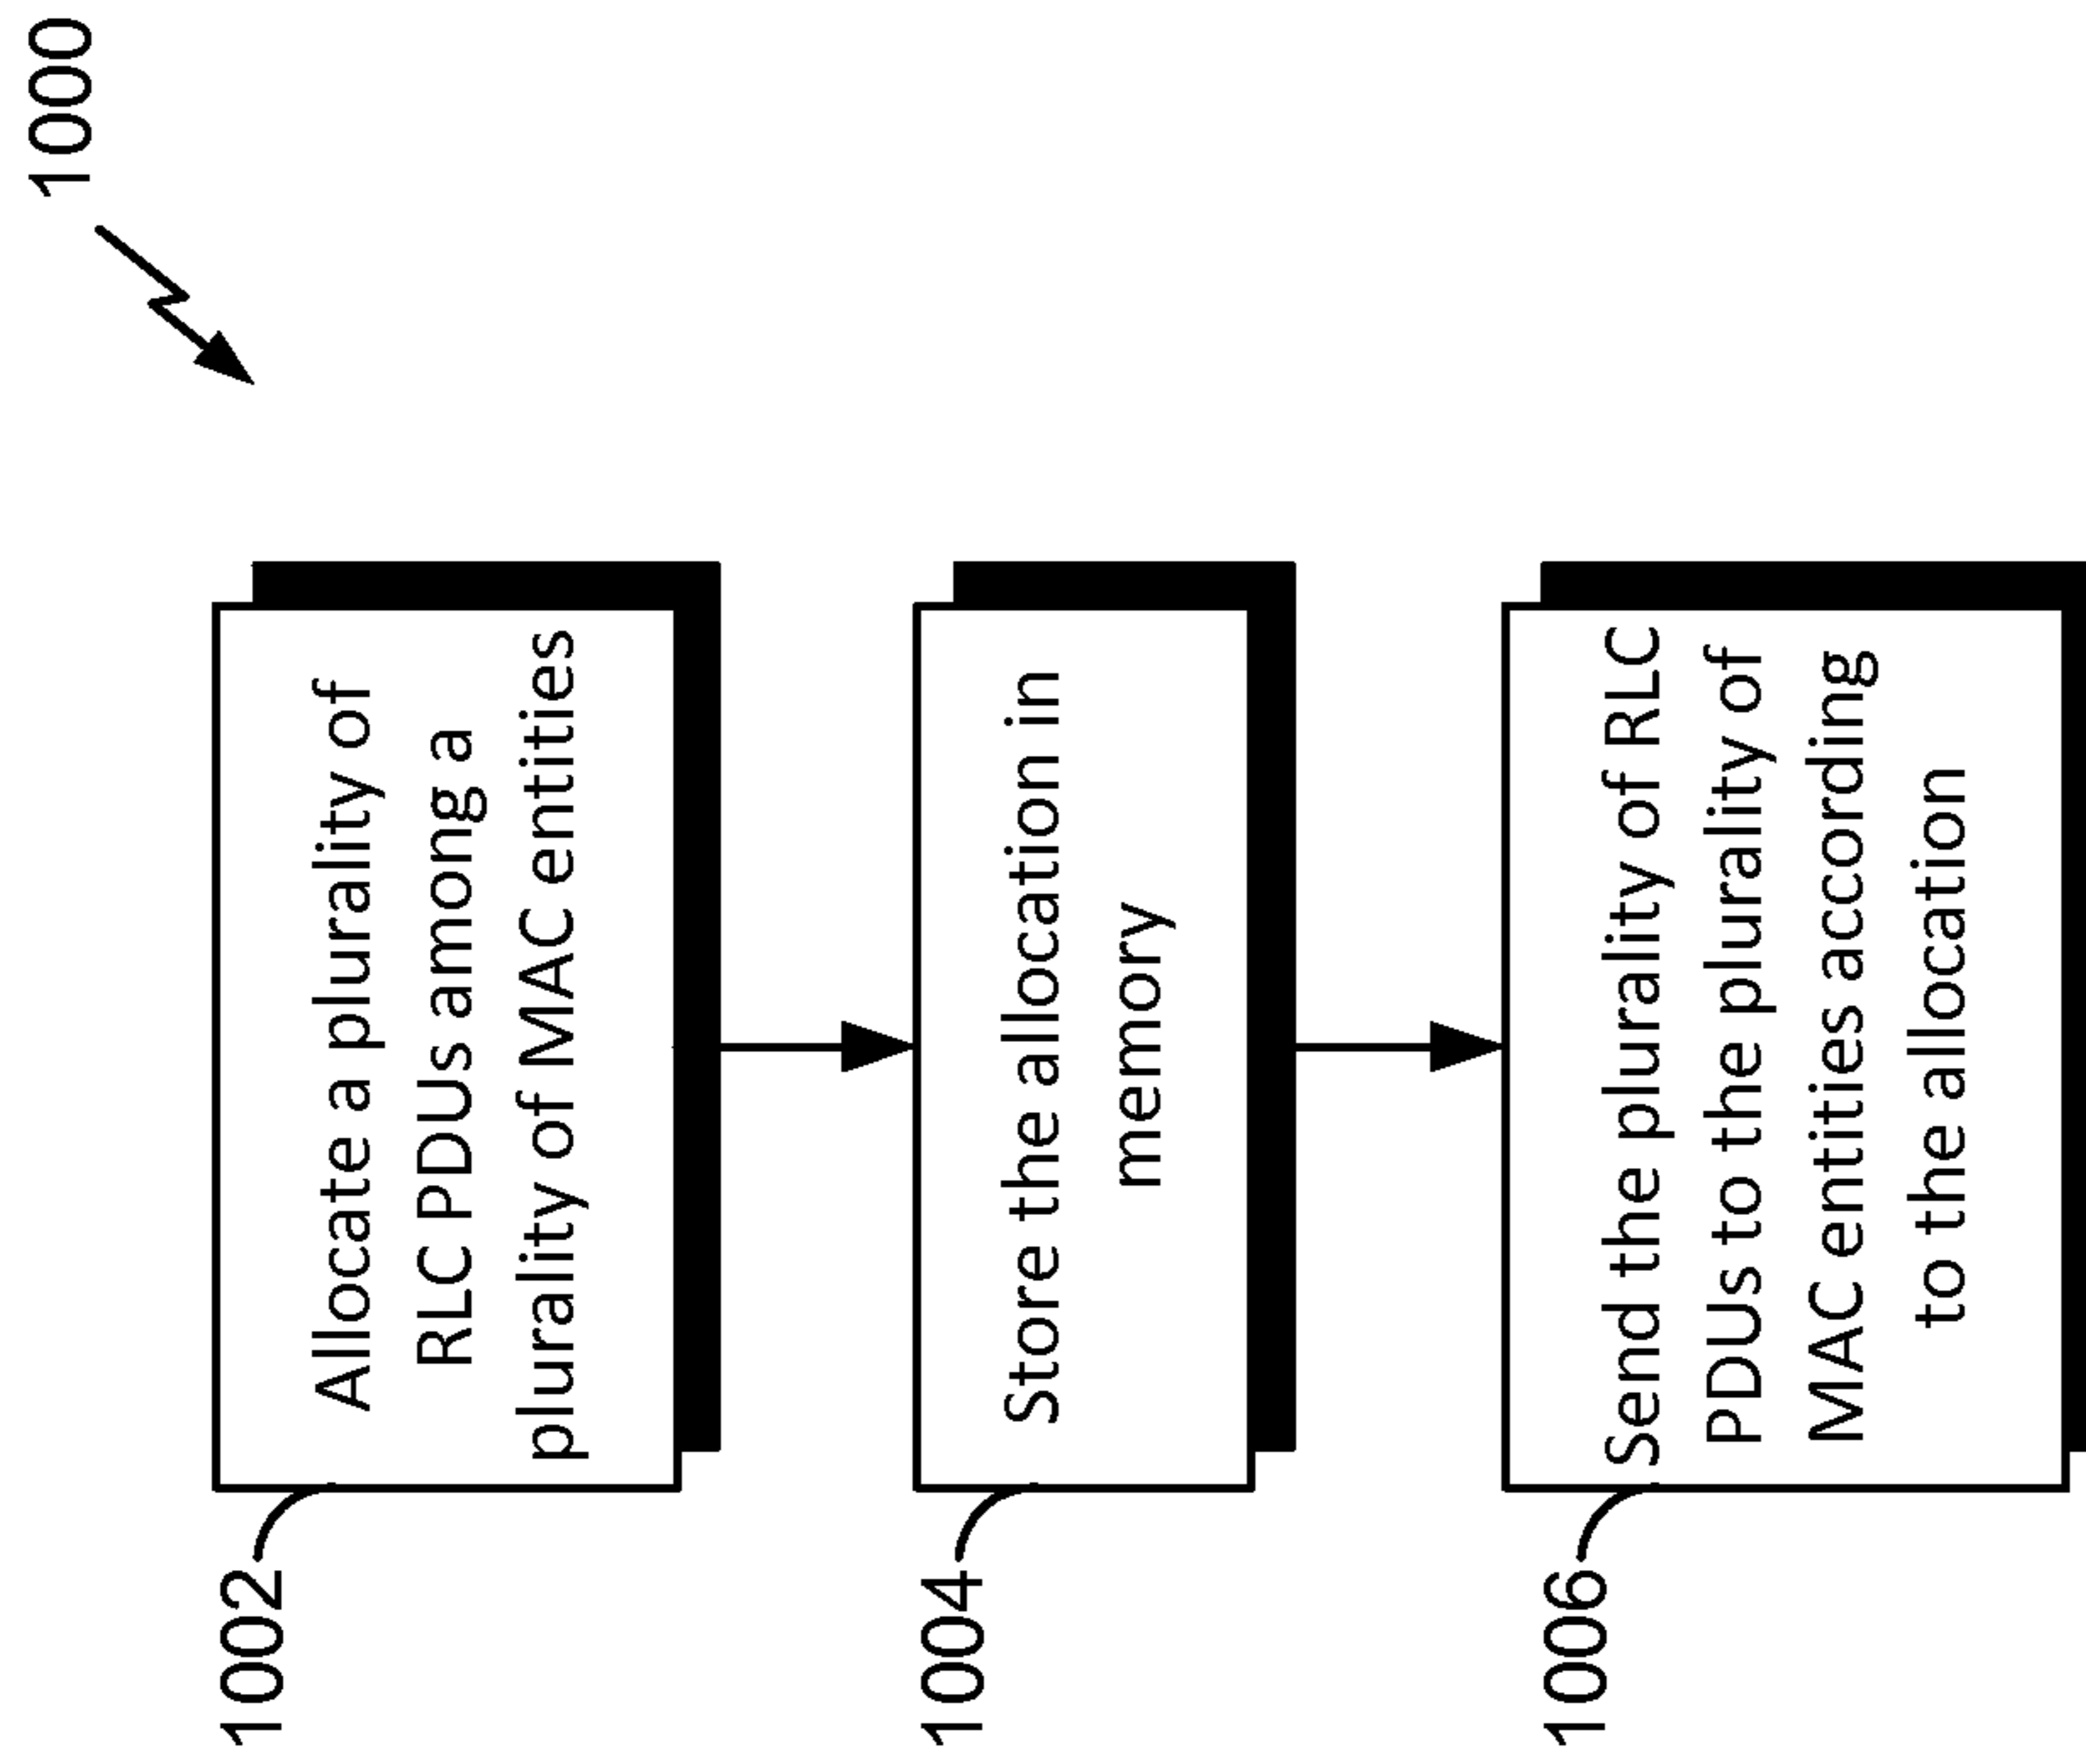 1000
1002
Allocate a plurality of
RLC PDUs among a
plurality of MAC entities
1004
Store the allocation in
memory
1006
Send the plurality of RLC
PDUs to the plurality of
MAC entities according
to the allocation